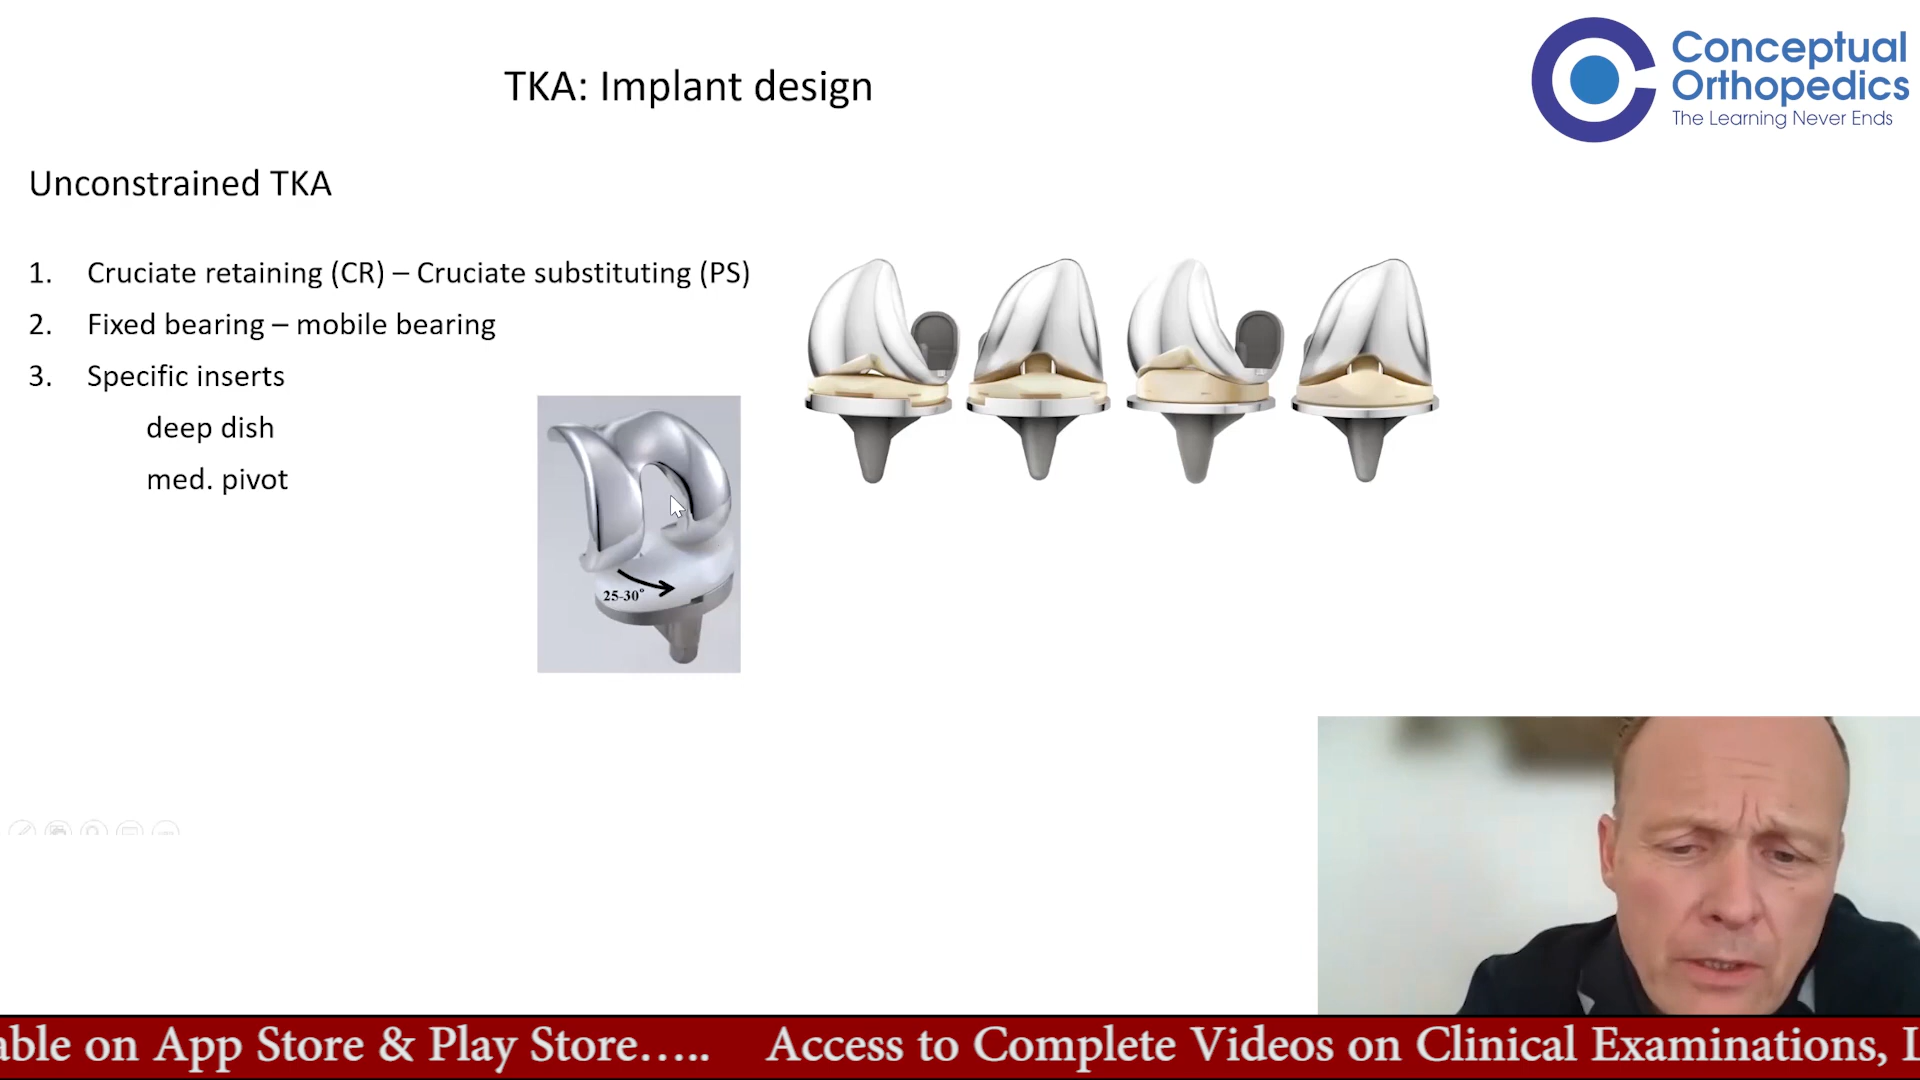 TKA: Implant design
Conceptual
Orthopedics
The Learning Never Ends
Unconstrained TKA
1. Cruciate retaining (CR) – Cruciate substituting (PS)
2. Fixed bearing – mobile bearing
3. Specific inserts
deep dish
med. pivot
25-30°
able on App Store & Play Store..... Access to Complete Videos on Clinical Examinations, L